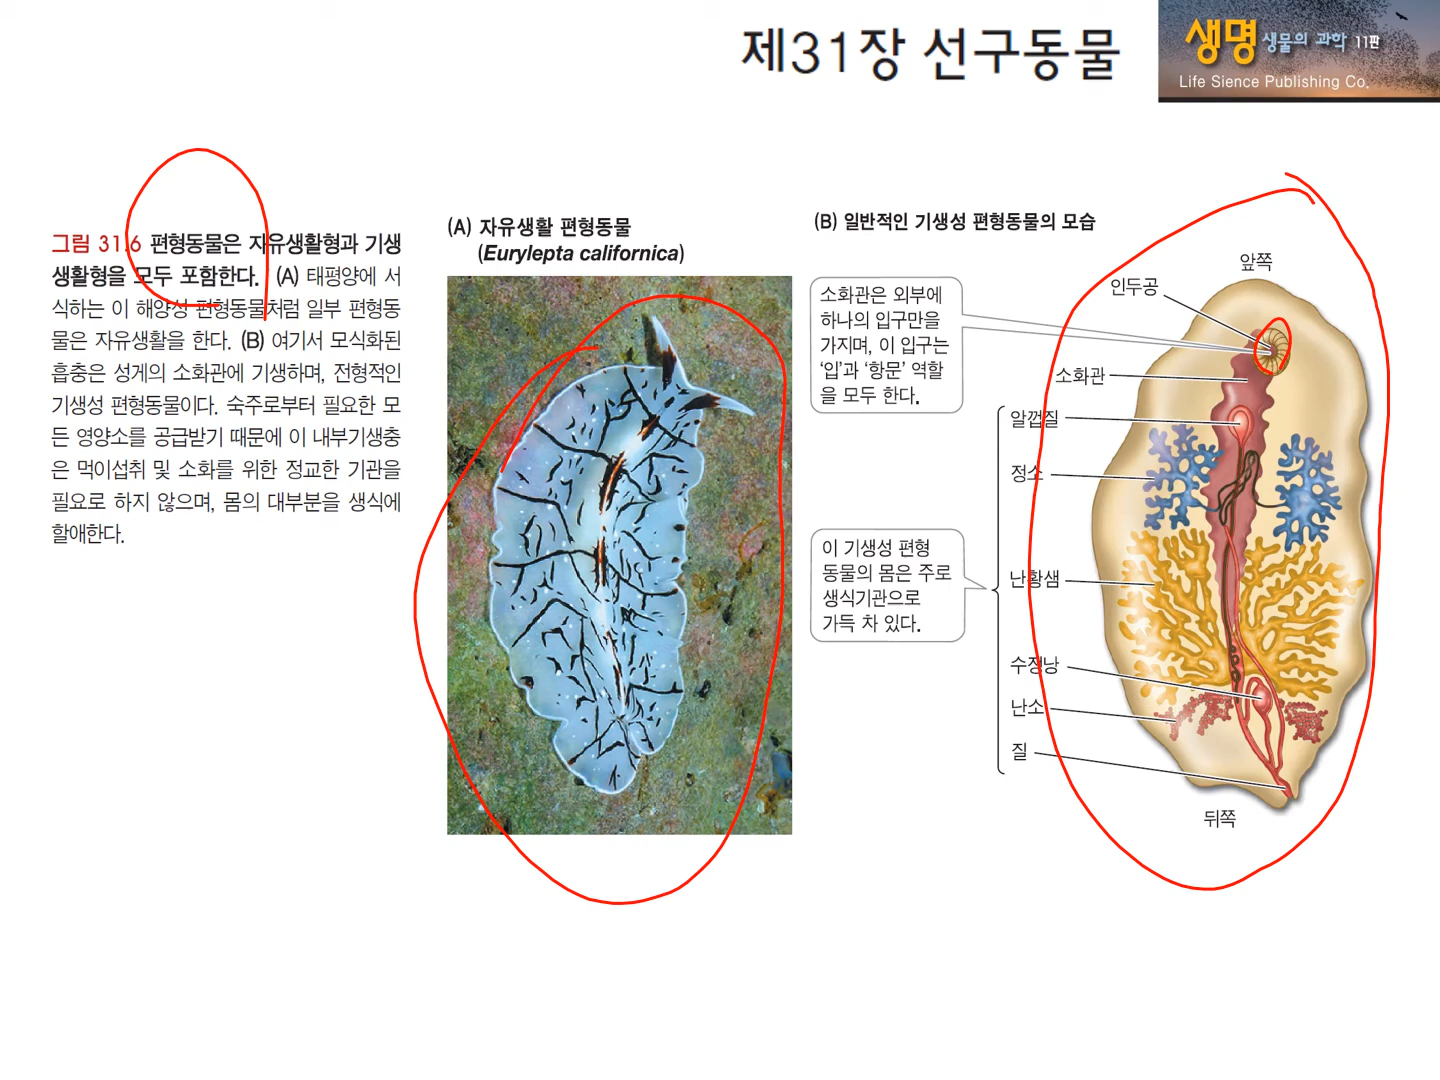 제31장 선구동물
생명 생물의 과학 11판
Life Sience Publishing Co.
그림 31.6 편형동물은 자유생활형과 기생
생활형을 모두 포함한다. (A) 태평양에 서
식하는 이 해양성 편형동물처럼 일부 편형동
물은 자유생활을 한다. (B) 여기서 모식화된
흡충은 성게의 소화관에 기생하며, 전형적인
기생성 편형동물이다. 숙주로부터 필요한 모
든 영양소를 공급받기 때문에 이 내부기생충
은 먹이섭취 및 소화를 위한 정교한 기관을
필요로 하지 않으며, 몸의 대부분을 생식에
할애한다.
(A) 자유생활 편형동물
(Eurylepta californica)
(B) 일반적인 기생성 편형동물의 모습
소화관은 외부에
하나의 입구만을
가지며, 이 입구는
‘입’과 ‘항문’ 역할
을 모두 한다.
이 기생성 편형
동물의 몸은 주로
생식기관으로
가득 차 있다.
앞쪽
인두공
소화관
알껍질
정소
난황샘
수정낭
난소
질
뒤쪽